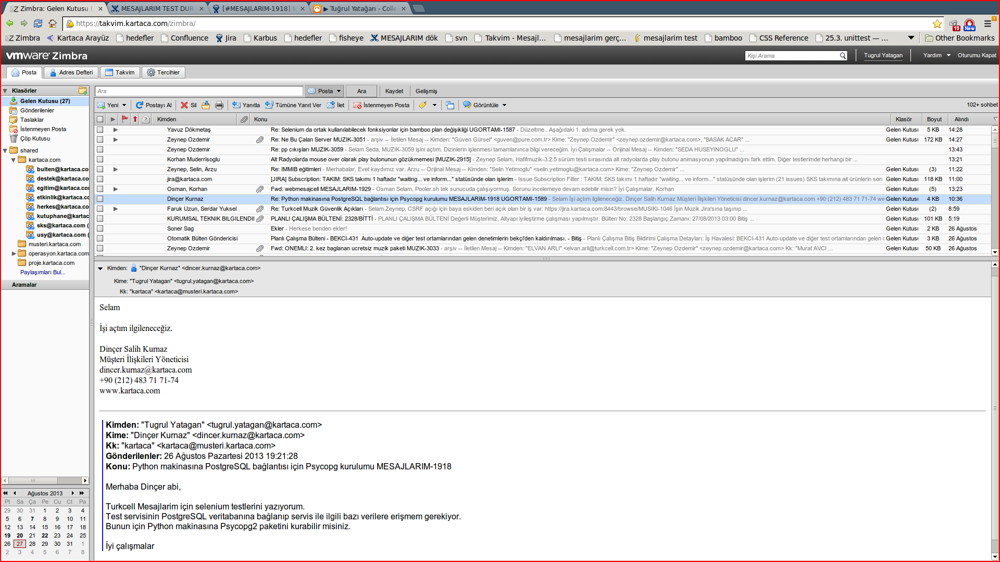 Zimbra: Gelen Kutusu (
MESAJLARIM TEST DUR
[#MESAJLARIM-1918]
Tuğrul Yatağan - Colle
https://takvim.kartaca.com/zimbra/
19
New
Zimbra Kartaca Arayüz hedefler Confluence Jira Karbus hedefler fisheye MESAJLARIM dök svn Takvim - Mesajl... mesajlarim gerç... mesajlarim test bamboo CSS Reference 25.3. unittest — ... Other Bookmarks
vmware Zimbra
Kişi Arama
Tugrul Yatagan
Yardım
Oturumu Kapat
Posta Adres Defteri Takvim Tercihler
Klasörler
Gelen Kutusu (27)
Gönderilenler
Taslaklar
İstenmeyen Posta
Çöp Kutusu
shared
kartaca.com
bulten@kartaca.co
destek@kartaca.co
egitim@kartaca.co
etkinlik@kartaca.c
herkes@kartaca.co
kutuphane@kartac
sks@kartaca.com (
usy@kartaca.com (
musteri.kartaca.com
operasyon.kartaca.com
proje.kartaca.com
Paylaşımları Bul...
Aramalar
Ağustos 2013
Pt Sa Ça Pe Cu Ct Pa
29 30 31 1 2 3 4
5 6 7 8 9 10 11
12 13 14 15 16 17 18
19 20 21 22 23 24 25
26 27 28 29 30 31 1
2 3 4 5 6 7 8
Ara Posta Ara Kaydet Gelişmiş
Yeni Postayı Al Sil Yanıtla Tümüne Yanıt Ver İlet İstenmeyen Posta Görüntüle 102+ sohbet
Kimden Konu Klasör Boyut Alındı
Yavuz Dökmetaş Re: Selenium da ortak kullanılabilecek fonksiyonlar için bamboo plan değişikliği UGORTAMI-1587 - Düzeltme.. Aşağıdaki 1. adıma gerek yok. Gelen Kutusu 5 KB 14:28
Zeynep Ozdemir Re: Ne Bu Çalan Server MUZIK-3051 - arşiv -- İletilen Mesaj -- Kimden: "Güven Gürsel" <guven@pure.com.tr> Kime: "Zeynep Ozdemir" <zeynep.ozdemir@kartaca.com>, "BASAK ACAR" ... Gelen Kutusu 172 KB 14:27
Zeynep Ozdemir Re: pp cıkışları MUZIK-3059 - Selam Seda, MUZIK-3059 işini açtım. Dizinlerin işlenmesi tamamlanınca bilgi vereceğim. İyi Çalışmalar -- Orijinal Mesaj -- Kimden: "SEDA HUSEYINOGLU" ... 13:43
Korhan Muderrisoglu Alt Radyolarda mouse over olarak play butonunun gözükmemesi [MUZIK-2915] - Zeynep Selam, Hafifmuzik-3.2.5 sürüm testi sırasında alt radyolarda play butonu animasyonun yapılmadığını fark ettim. Diğer testlerimde herhangi bir ... 13:21
Zeynep, Selin, Arzu Re: IMMIB eğitimleri - Merhabalar, Evet kaydımız var. Arzu -- Orijinal Mesaj -- Kimden: "Selin Yetimoglu" <selin.yetimoglu@kartaca.com> Kime: "Zeynep Ozdemir" ... Gelen Kutusu (3) 11:22
jira@kartaca.com [JIRA] Subscription: TAKIM: SKS takımı 1 haftadır "waiting... ve inform..." statüsünde olan işlerim - Issue Subscription Filter : TAKIM: SKS takımı 1 haftadır "waiting... ve inform..." statüsünde olan işlerim (21 issues) SKS takımına ait ürünlerin son Gelen Kutusu 118 KB 11:00
Osman, Korhan Fwd: webmesajcell MESAJLARIM-1929 - Osman Selam, Pooler.sh tek sunucuda çalışıyormuş. Sorunu incelemeye devam edebilir misin? İyi Çalışmalar, Korhan Gelen Kutusu (5) 13:23
Dinçer Kurnaz Re: Python makinasına PostgreSQL bağlantısı için Psycopg kurulumu MESAJLARIM-1918 UGORTAMI-1589 - Selam İşi açtım ilgileneceğiz. Dinçer Salih Kurnaz Müşteri İlişkileri Yöneticisi dincer.kurnaz@kartaca.com +90 (212) 483 71 71-74 ww Gelen Kutusu 4 KB 10:36
Faruk Uzun, Serdar Yuksel Re: Turkcell Muzik Güvenlik Açıkları - Selam Zeynep, CSRF açığı için baya eskiden beri açık olan bir iş var: https://jira.kartaca.com:8443/browse/MUSIKI-1046 İşin Muzik Jira'sına taşınıp ... Gelen Kutusu (2) 8:59
KURUMSAL TEKNIK BILGILENDII PLANLI ÇALIŞMA BÜLTENİ: 2328/BİTTİ - PLANLI ÇALIŞMA BÜLTENİ Değerli Müşterimiz, Altyapı iyileştirme çalışması yapılmıştır. Bülten No: 2328 Başlangıç Zamanı: 27/08/2013 03:00 Bitiş ... Gelen Kutusu 101 KB 5:19
Soner Sag Ekler - Herkese benden ekler! Gelen Kutusu 2 KB 26 Ağustos
Otomatik Bülten Göndericisi Planlı Çalışma Bülteni - BEKCI-431 Auto-update ve diğer test ortamlarından gelen denetimlerin bekçi'den kaldırılması. - Bitiş - Planlı Çalışma Bitiş Bildirimi Çalışma Detayları: İş Havalesi: BEKCI-431 Auto-update ve diğer test ortamlarından gelen Gelen Kutusu 3 KB 26 Ağustos
Zeynep Ozdemir Fwd: ONEMLI: 2. kez baglanan ucretsiz muzik paketi MUZIK-3033 - arşiv -- İletilen Mesaj -- Kimden: "ELVAN ARLI" <elvan.arli@turkcell.com.tr> Kime: "Zeynep Ozdemir" <zeynep.ozdemir@kartaca.com> Kk: "Murat AVCI ... Gelen Kutusu 50 KB 26 Ağustos
Kimden: "Dinçer Kurnaz" <dincer.kurnaz@kartaca.com>
Kime: "Tugrul Yatagan" <tugrul.yatagan@kartaca.com>
Kk: "kartaca" <kartaca@musteri.kartaca.com>
Selam
İşi açtım ilgileneceğiz.
Dinçer Salih Kurnaz
Müşteri İlişkileri Yöneticisi
dincer.kurnaz@kartaca.com
+90 (212) 483 71 71-74
www.kartaca.com
Kimden: "Tugrul Yatagan" <tugrul.yatagan@kartaca.com>
Kime: "Dinçer Kurnaz" <dincer.kurnaz@kartaca.com>
Kk: "kartaca" <kartaca@musteri.kartaca.com>
Gönderilenler: 26 Ağustos Pazartesi 2013 19:21:28
Konu: Python makinasına PostgreSQL bağlantısı için Psycopg kurulumu MESAJLARIM-1918
Merhaba Dinçer abi,
Turkcell Mesajlarim için selenium testlerini yazıyorum.
Test servisinin PostgreSQL veritabanına bağlanıp servis ile ilgili bazı verilere erişmem gerekiyor.
Bunun için Python makinasına Psycopg2 paketini kurabilir misiniz.
İyi çalışmalar